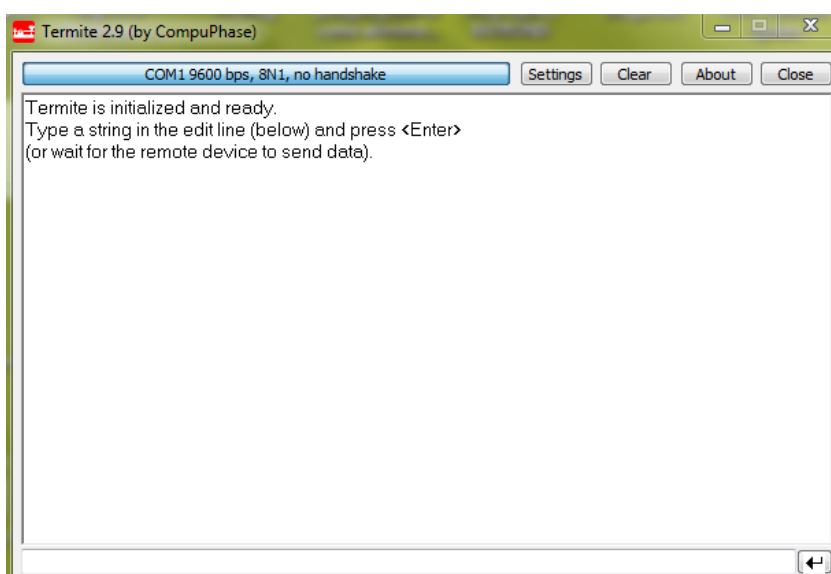 Termite 2.9 (by CompuPhase)
COM1 9600 bps, 8N1, no handshake Settings Clear About Close
Termite is initialized and ready.
Type a string in the edit line (below) and press <Enter>
(or wait for the remote device to send data).